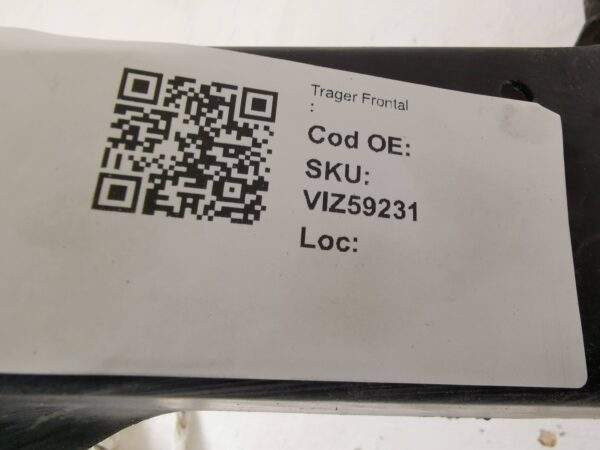 Trager Frontal
:
Cod OE:
SKU:
VIZ59231
Loc: